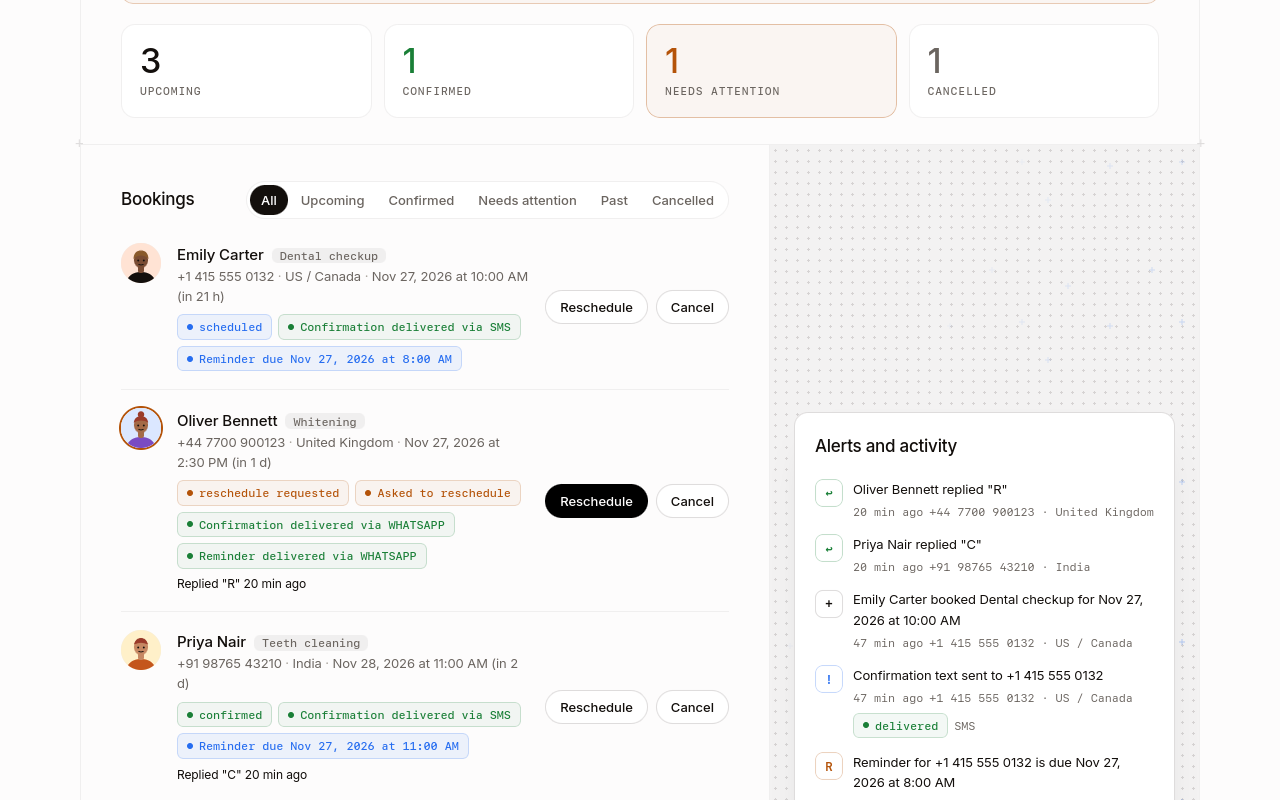 3
UPCOMING
1
CONFIRMED
1
NEEDS ATTENTION
1
CANCELLED
Bookings
All Upcoming Confirmed Needs attention Past Cancelled
Emily Carter Dental checkup
+1 415 555 0132 · US / Canada · Nov 27, 2026 at 10:00 AM
(in 21 h)
scheduled Confirmation delivered via SMS
Reminder due Nov 27, 2026 at 8:00 AM
Reschedule Cancel
Oliver Bennett Whitening
+44 7700 900123 · United Kingdom · Nov 27, 2026 at
2:30 PM (in 1 d)
reschedule requested Asked to reschedule
Confirmation delivered via WHATSAPP
Reminder delivered via WHATSAPP
Replied "R" 20 min ago
Reschedule Cancel
Priya Nair Teeth cleaning
+91 98765 43210 · India · Nov 28, 2026 at 11:00 AM (in 2
d)
confirmed Confirmation delivered via SMS
Reminder due Nov 27, 2026 at 11:00 AM
Replied "C" 20 min ago
Reschedule Cancel
Alerts and activity
↩ Oliver Bennett replied "R"
20 min ago +44 7700 900123 · United Kingdom
↩ Priya Nair replied "C"
20 min ago +91 98765 43210 · India
+ Emily Carter booked Dental checkup for Nov 27,
2026 at 10:00 AM
47 min ago +1 415 555 0132 · US / Canada
! Confirmation text sent to +1 415 555 0132
47 min ago +1 415 555 0132 · US / Canada
delivered SMS
R Reminder for +1 415 555 0132 is due Nov 27,
2026 at 8:00 AM